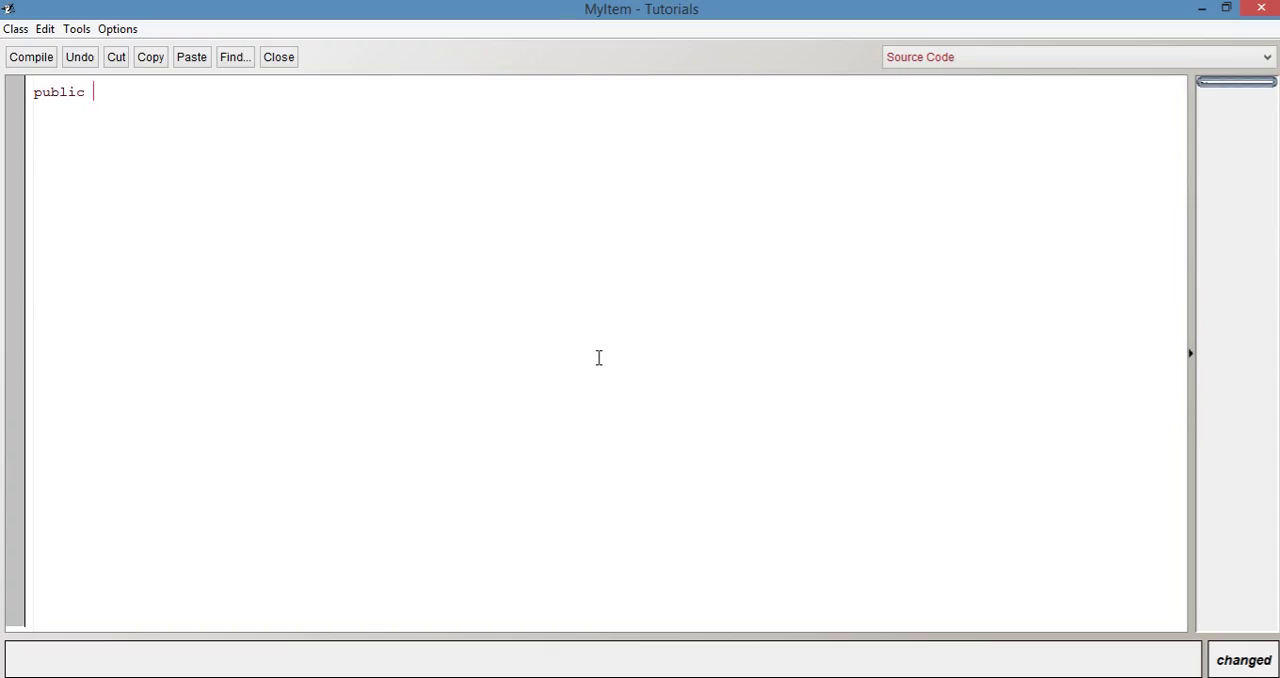 MyItem - Tutorials
Class Edit Tools Options
Compile Undo Cut Copy Paste Find... Close Source Code
public
changed